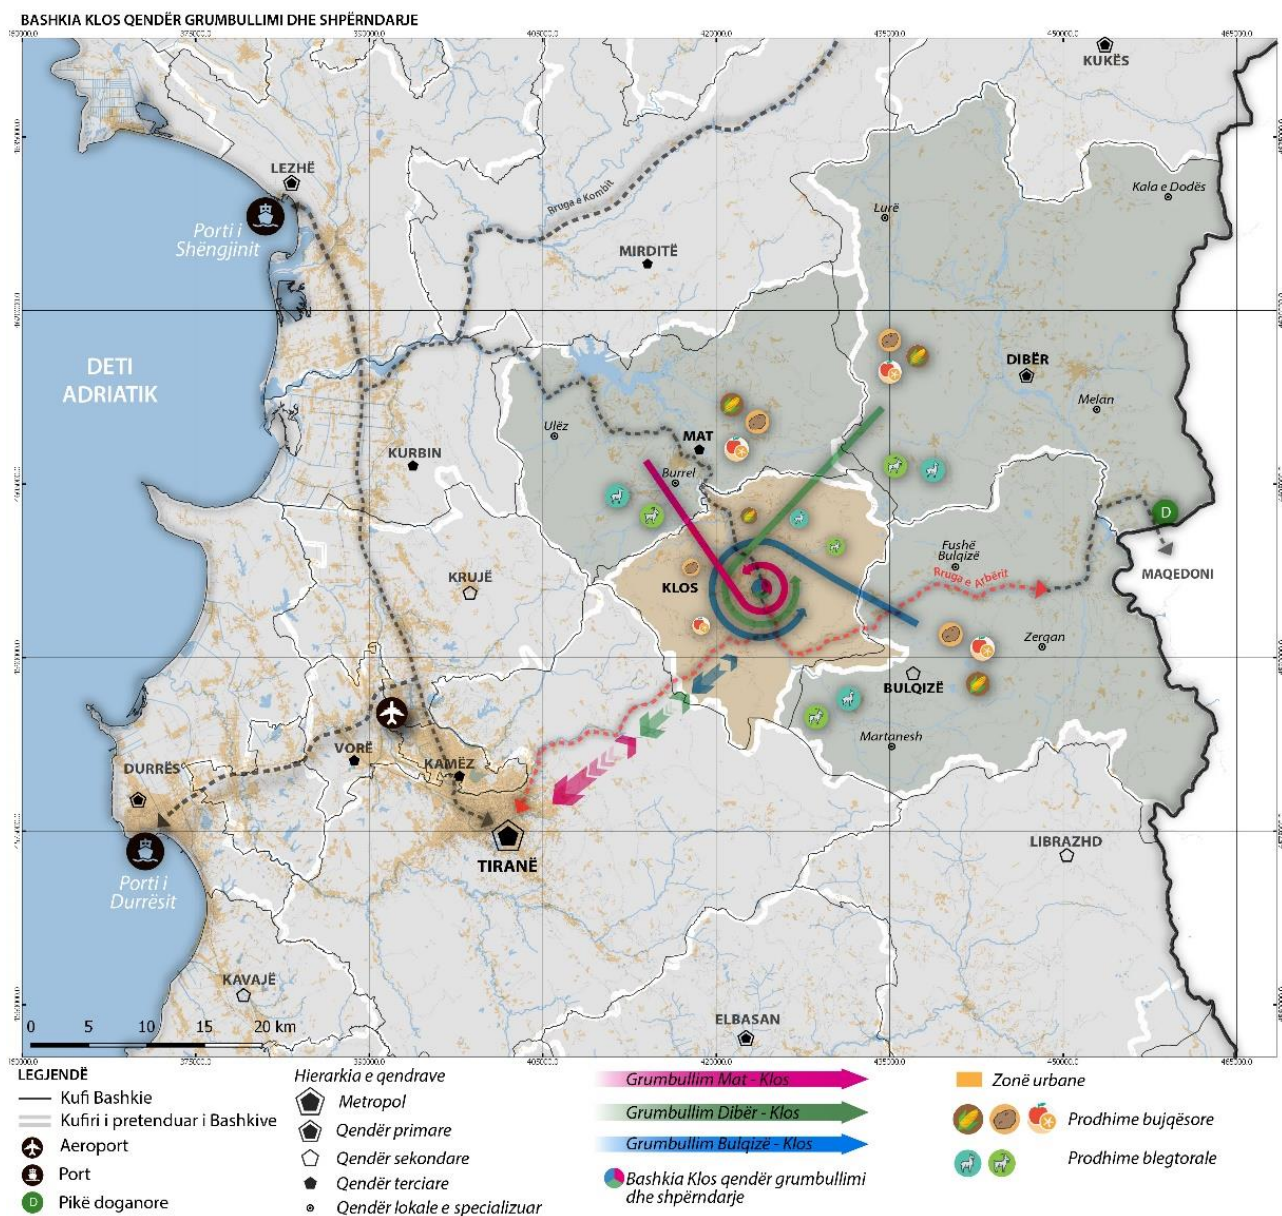 BASHKIA KLOS QENDËR GRUMBULLIMI DHE SHPËRNDARJE
KUKËS
LEZHË
Porti i
Shëngjinit
Rruga e Kombit
MIRDITË
Lurë
Kala e Dodës
DETI
ADRIATIK
DIBËR
Melan
Ulëz
MAT
Burrel
KURBIN
D
Fushë
Bulqizë
Rruga e Arbërit
MAQEDONI
KRUJË
KLOS
Zerqan
BULQIZË
Martanesh
VORË
KAMËZ
DURRËS
TIRANË
Porti i
Durrësit
LIBRAZHD
KAVAJË
ELBASAN
0 5 10 15 20 km
LEGJENDË
Kufi Bashkie
Kufiri i pretenduar i Bashkive
Aeroport
Port
D Pikë doganore
Hierarkia e qendrave
Metropol
Qendër primare
Qendër sekondare
Qendër terciare
Qendër lokale e specializuar
Grumbullim Mat - Klos
Grumbullim Dibër - Klos
Grumbullim Bulqizë - Klos
Bashkia Klos qendër grumbullimi
dhe shpërndarje
Zonë urbane
Prodhime bujqësore
Prodhime blegtorale